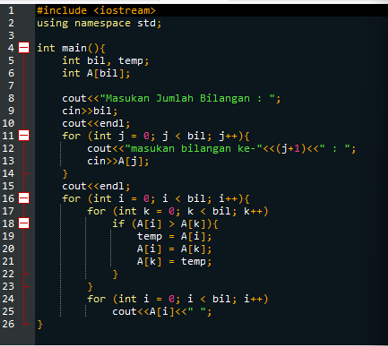 1 #include <iostream>
2 using namespace std;
3
4 int main(){
5 int bil, temp;
6 int A[bil];
7
8 cout<<"Masukan Jumlah Bilangan : ";
9 cin>>bil;
10 cout<<endl;
11 for (int j = 0; j < bil; j++){
12 cout<<"masukan bilangan ke-"<<(j+1)<<" : ";
13 cin>>A[j];
14 }
15 cout<<endl;
16 for (int i = 0; i < bil; i++){
17 for (int k = 0; k < bil; k++)
18 if (A[i] > A[k]){
19 temp = A[i];
20 A[i] = A[k];
21 A[k] = temp;
22 }
23 }
24 for (int i = 0; i < bil; i++)
25 cout<<A[i]<<" ";
26 }